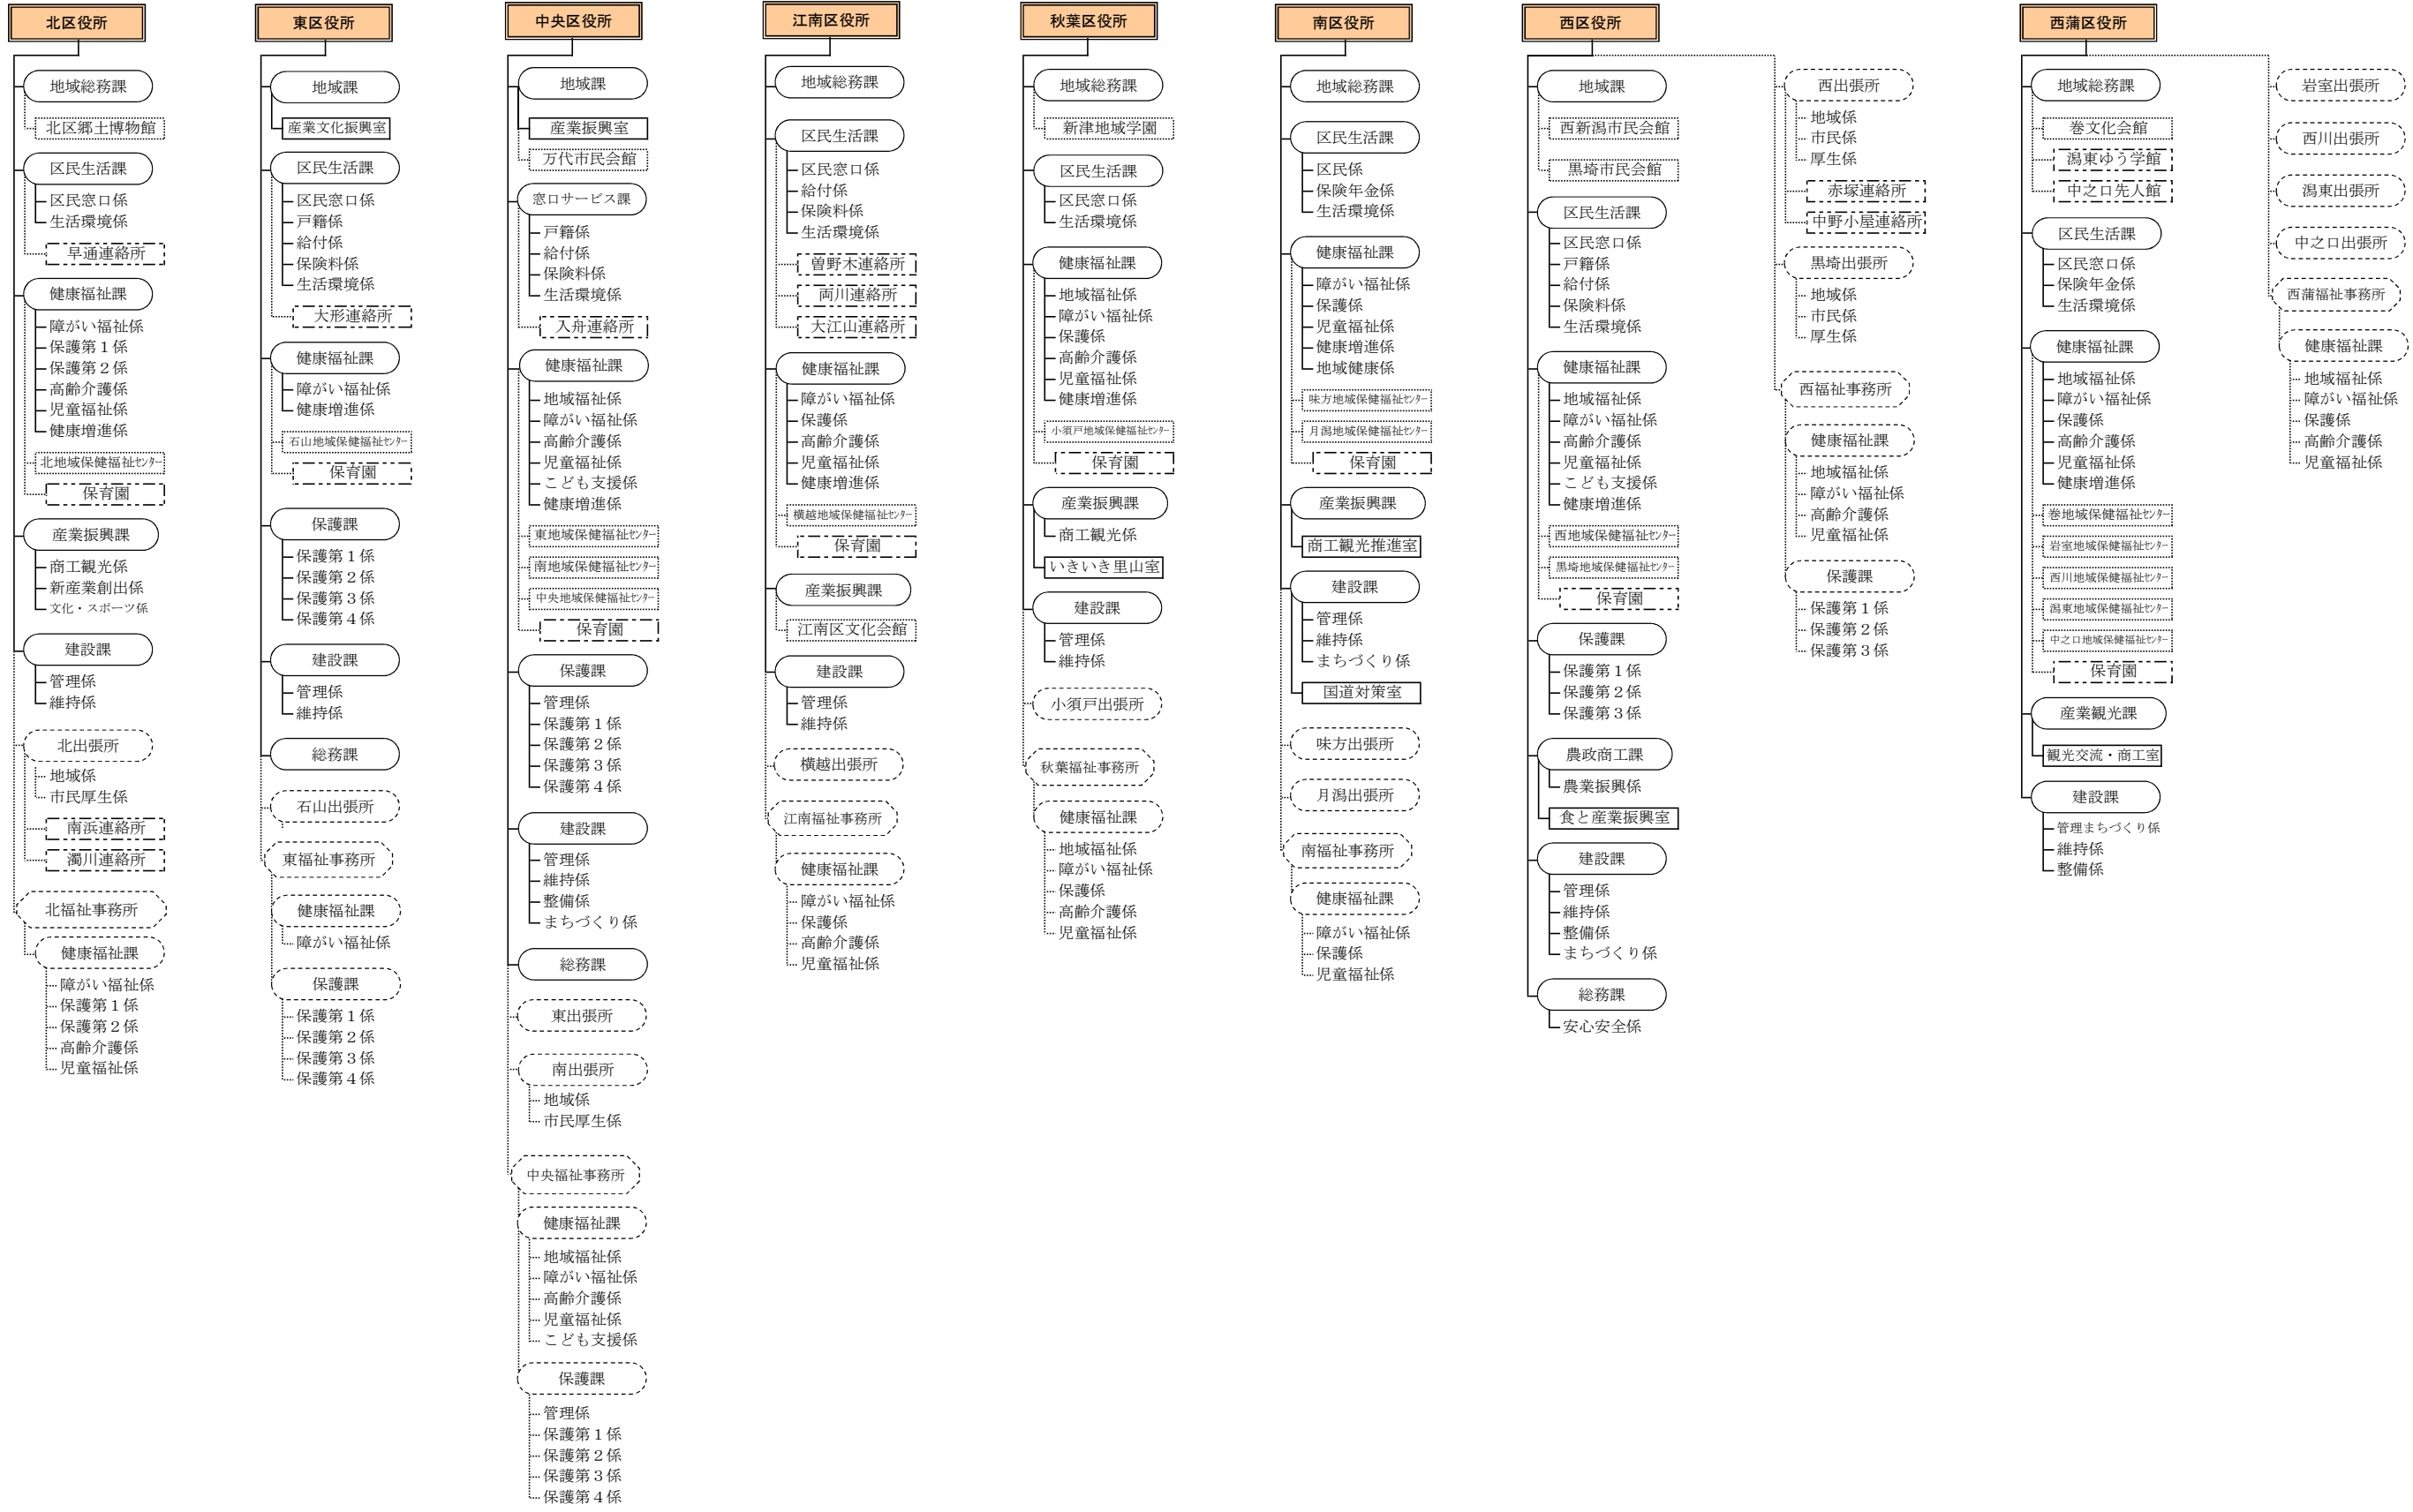 北区役所
地域総務課
北区郷土博物館
区民生活課
区民窓口係
生活環境係
早通連絡所
健康福祉課
障がい福祉係
保護第１係
保護第２係
高齢介護係
児童福祉係
健康増進係
北地域保健福祉ｾﾝﾀｰ
保育園
産業振興課
商工観光係
新産業創出係
文化・スポーツ係
建設課
管理係
維持係
北出張所
地域係
市民厚生係
南浜連絡所
濁川連絡所
北福祉事務所
健康福祉課
障がい福祉係
保護第１係
保護第２係
高齢介護係
児童福祉係
東区役所
地域課
産業文化振興室
区民生活課
区民窓口係
戸籍係
給付係
保険料係
生活環境係
大形連絡所
健康福祉課
障がい福祉係
健康増進係
石山地域保健福祉ｾﾝﾀｰ
保育園
保護課
保護第１係
保護第２係
保護第３係
保護第４係
建設課
管理係
維持係
総務課
石山出張所
東福祉事務所
健康福祉課
障がい福祉係
保護課
保護第１係
保護第２係
保護第３係
保護第４係
中央区役所
地域課
産業振興室
万代市民会館
窓口サービス課
戸籍係
給付係
保険料係
生活環境係
入舟連絡所
健康福祉課
地域福祉係
障がい福祉係
高齢介護係
児童福祉係
こども支援係
健康増進係
東地域保健福祉ｾﾝﾀｰ
南地域保健福祉ｾﾝﾀｰ
中央地域保健福祉ｾﾝﾀｰ
保育園
保護課
管理係
保護第１係
保護第２係
保護第３係
保護第４係
建設課
管理係
維持係
整備係
まちづくり係
総務課
東出張所
南出張所
地域係
市民厚生係
中央福祉事務所
健康福祉課
地域福祉係
障がい福祉係
高齢介護係
児童福祉係
こども支援係
保護課
管理係
保護第１係
保護第２係
保護第３係
保護第４係
江南区役所
地域総務課
区民生活課
区民窓口係
給付係
保険料係
生活環境係
曽野木連絡所
両川連絡所
大江山連絡所
健康福祉課
障がい福祉係
保護係
高齢介護係
児童福祉係
健康増進係
横越地域保健福祉ｾﾝﾀｰ
保育園
産業振興課
江南区文化会館
建設課
管理係
維持係
横越出張所
江南福祉事務所
健康福祉課
障がい福祉係
保護係
高齢介護係
児童福祉係
秋葉区役所
地域総務課
新津地域学園
区民生活課
区民窓口係
生活環境係
健康福祉課
地域福祉係
障がい福祉係
保護係
高齢介護係
児童福祉係
健康増進係
小須戸地域保健福祉ｾﾝﾀｰ
保育園
産業振興課
商工観光係
いきいき里山室
建設課
管理係
維持係
小須戸出張所
秋葉福祉事務所
健康福祉課
地域福祉係
障がい福祉係
保護係
高齢介護係
児童福祉係
南区役所
地域総務課
区民生活課
区民係
保険年金係
生活環境係
健康福祉課
障がい福祉係
保護係
児童福祉係
健康増進係
地域健康係
味方地域保健福祉ｾﾝﾀｰ
月潟地域保健福祉ｾﾝﾀｰ
保育園
産業振興課
商工観光推進室
建設課
管理係
維持係
まちづくり係
国道対策室
味方出張所
月潟出張所
南福祉事務所
健康福祉課
障がい福祉係
保護係
児童福祉係
西区役所
地域課
西新潟市民会館
黒埼市民会館
区民生活課
区民窓口係
戸籍係
給付係
保険料係
生活環境係
健康福祉課
地域福祉係
障がい福祉係
高齢介護係
児童福祉係
こども支援係
健康増進係
西地域保健福祉ｾﾝﾀｰ
黒埼地域保健福祉ｾﾝﾀｰ
保育園
保護課
保護第１係
保護第２係
保護第３係
農政商工課
農業振興係
食と産業振興室
建設課
管理係
維持係
整備係
まちづくり係
総務課
安心安全係
西出張所
地域係
市民係
厚生係
赤塚連絡所
中野小屋連絡所
黒埼出張所
地域係
市民係
厚生係
西福祉事務所
健康福祉課
地域福祉係
障がい福祉係
高齢介護係
児童福祉係
保護課
保護第１係
保護第２係
保護第３係
西蒲区役所
地域総務課
巻文化会館
潟東ゆう学館
中之口先人館
区民生活課
区民窓口係
保険年金係
生活環境係
健康福祉課
地域福祉係
障がい福祉係
保護係
高齢介護係
児童福祉係
健康増進係
巻地域保健福祉ｾﾝﾀｰ
岩室地域保健福祉ｾﾝﾀｰ
西川地域保健福祉ｾﾝﾀｰ
潟東地域保健福祉ｾﾝﾀｰ
中之口地域保健福祉ｾﾝﾀｰ
保育園
産業観光課
観光交流・商工室
建設課
管理まちづくり係
維持係
整備係
岩室出張所
西川出張所
潟東出張所
中之口出張所
西蒲福祉事務所
健康福祉課
地域福祉係
障がい福祉係
保護係
高齢介護係
児童福祉係